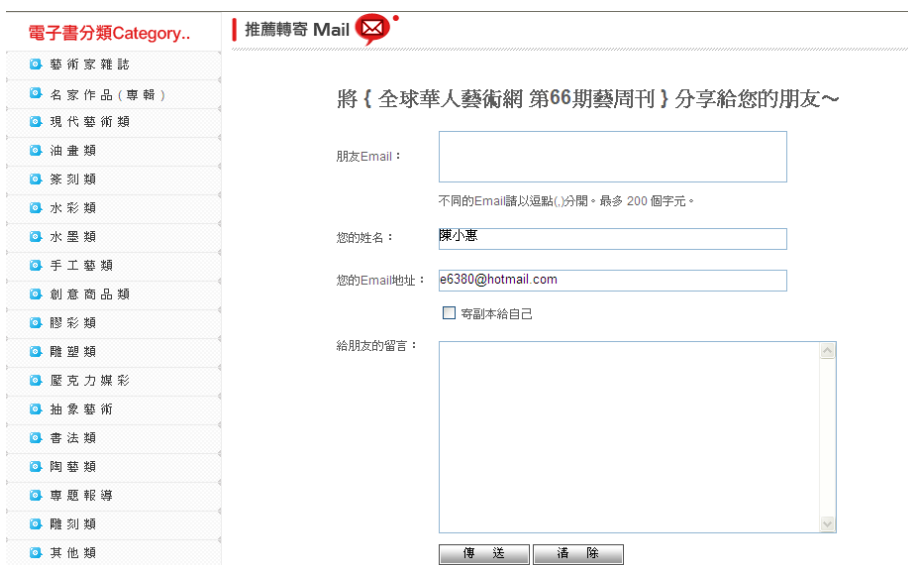 電子書分類Category..
藝術家雜誌
名家作品(專輯)
現代藝術類
油畫類
篆刻類
水彩類
水墨類
手工藝類
創意商品類
膠彩類
雕塑類
壓克力媒彩
抽象藝術
書法類
陶藝類
專題報導
雕刻類
其他類
推薦轉寄 Mail
將 { 全球華人藝術網 第66期藝周刊 } 分享給您的朋友～
朋友Email：
不同的Email請以逗點(,)分開。最多 200 個字元。
您的姓名： 陳小惠
您的Email地址： e6380@hotmail.com
寄副本給自己
給朋友的留言：
傳 送 清 除